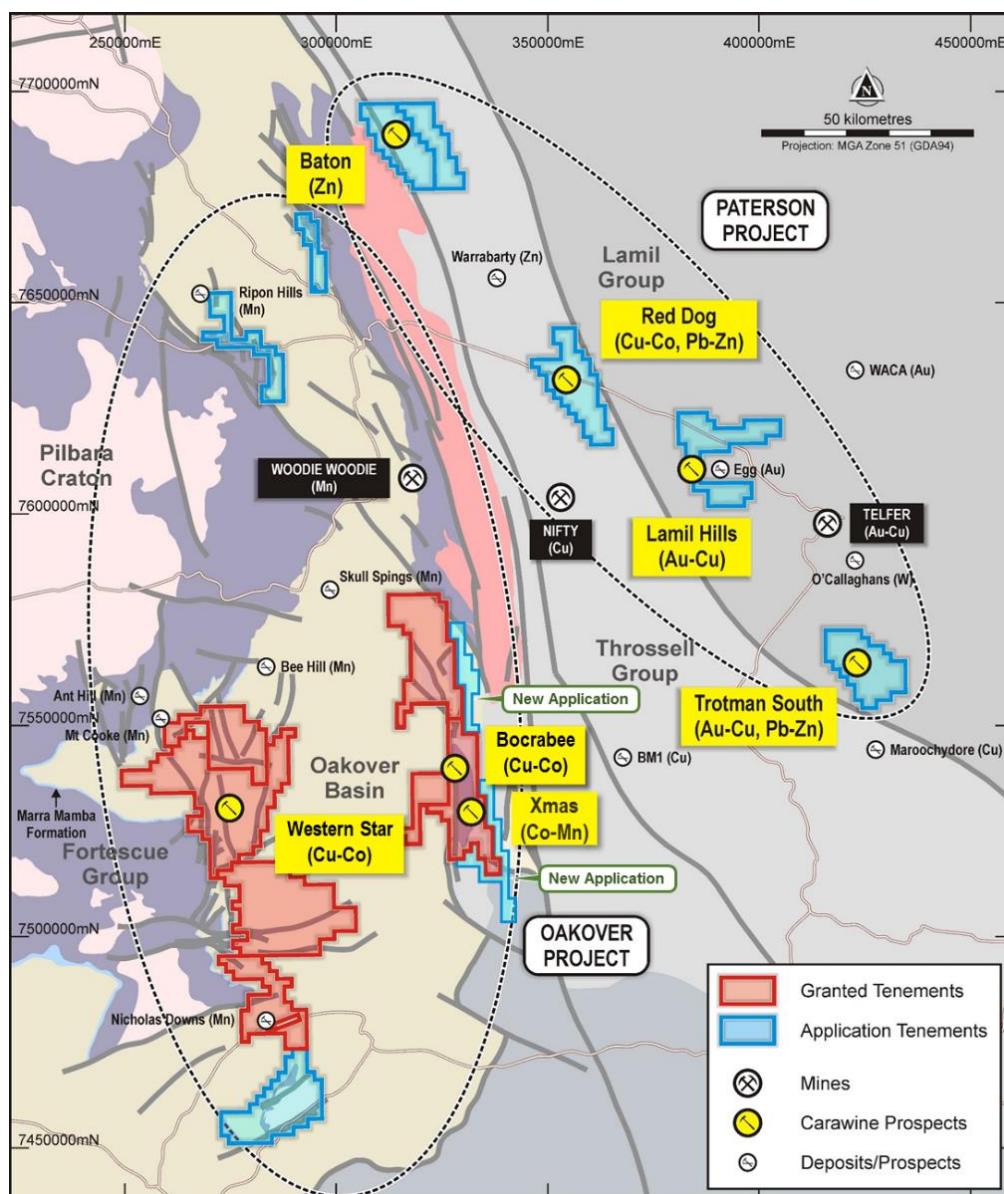 250000mE
300000mE
350000mE
400000mE
450000mE
7700000mN
N
50 kilometres
Projection: MGA Zone 51 (GDA94)
Baton
(Zn)
PATERSON
PROJECT
Warrabarty (Zn)
Lamil
Group
7650000mN
Ripon Hills
(Mn)
Red Dog
(Cu-Co, Pb-Zn)
WACA (Au)
Pilbara
Craton
WOODIE WOODIE
(Mn)
Egg (Au)
7600000mN
NIFTY
(Cu)
Lamil Hills
(Au-Cu)
TELFER
(Au-Cu)
O'Callaghans (W)
Skull Spings (Mn)
Throssell
Group
Bee Hill (Mn)
Ant Hill (Mn)
New Application
Trotman South
(Au-Cu, Pb-Zn)
7550000mN
Mt Cooke (Mn)
Bocrabee
(Cu-Co)
BM1 (Cu)
Maroochydore (Cu)
Oakover
Basin
Marra Mamba
Formation
Xmas
(Co-Mn)
Western Star
(Cu-Co)
Fortescue
Group
New Application
7500000mN
OAKOVER
PROJECT
Nicholas Downs (Mn)
7450000mN
Granted Tenements
Application Tenements
Mines
Carawine Prospects
Deposits/Prospects